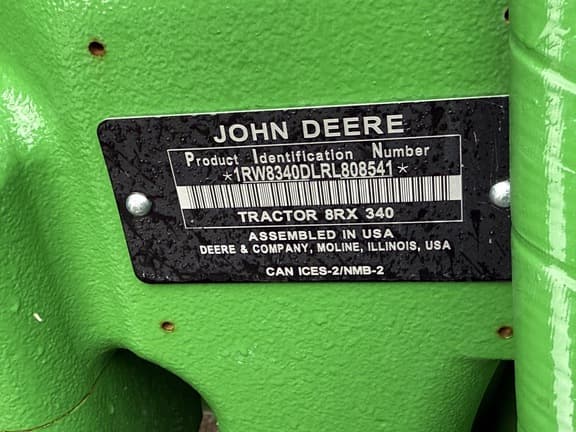 JOHN DEERE
Product Identification Number
*1RW8340DLRL808541*
TRACTOR 8RX 340
ASSEMBLED IN USA
DEERE & COMPANY, MOLINE, ILLINOIS, USA
CAN ICES-2/NMB-2